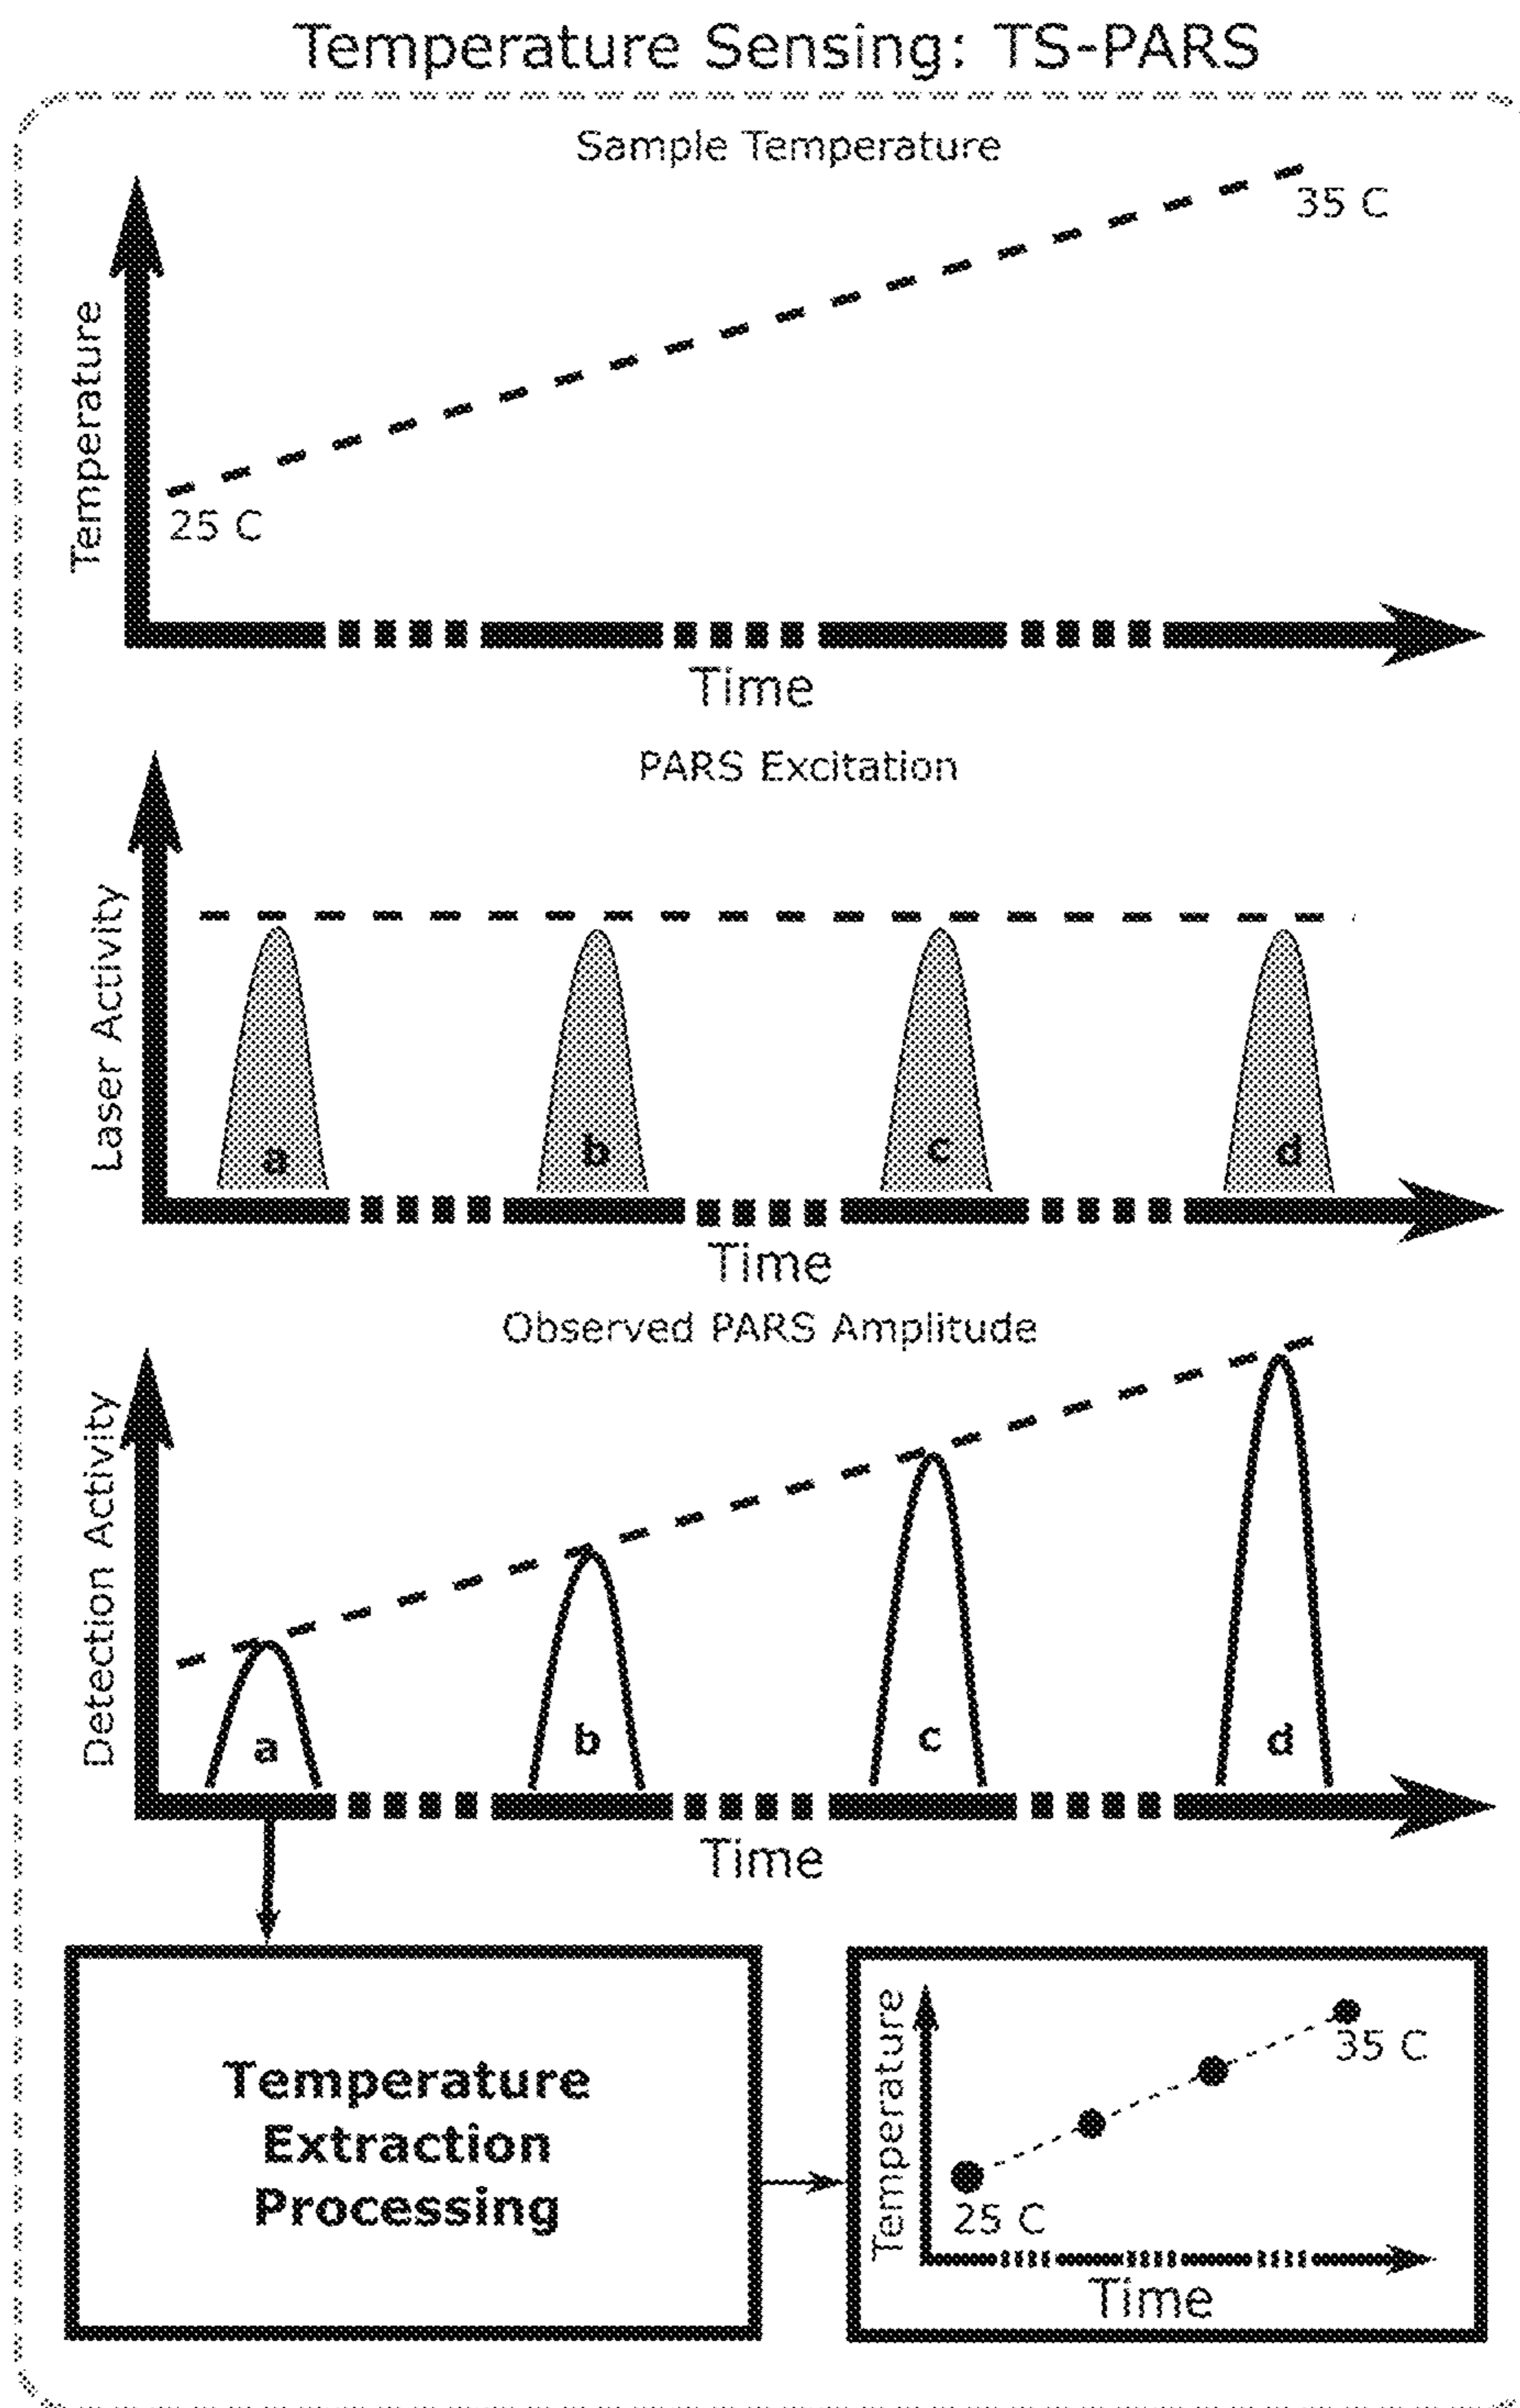 Temperature Sensing: TS-PARS
Sample Temperature
Temperature
35 C
25 C
Time
PARS Excitation
Laser Activity
a
b
c
d
Time
Observed PARS Amplitude
Detection Activity
a
b
c
d
Time
Temperature
Extraction
Processing
Temperature
35 C
25 C
Time